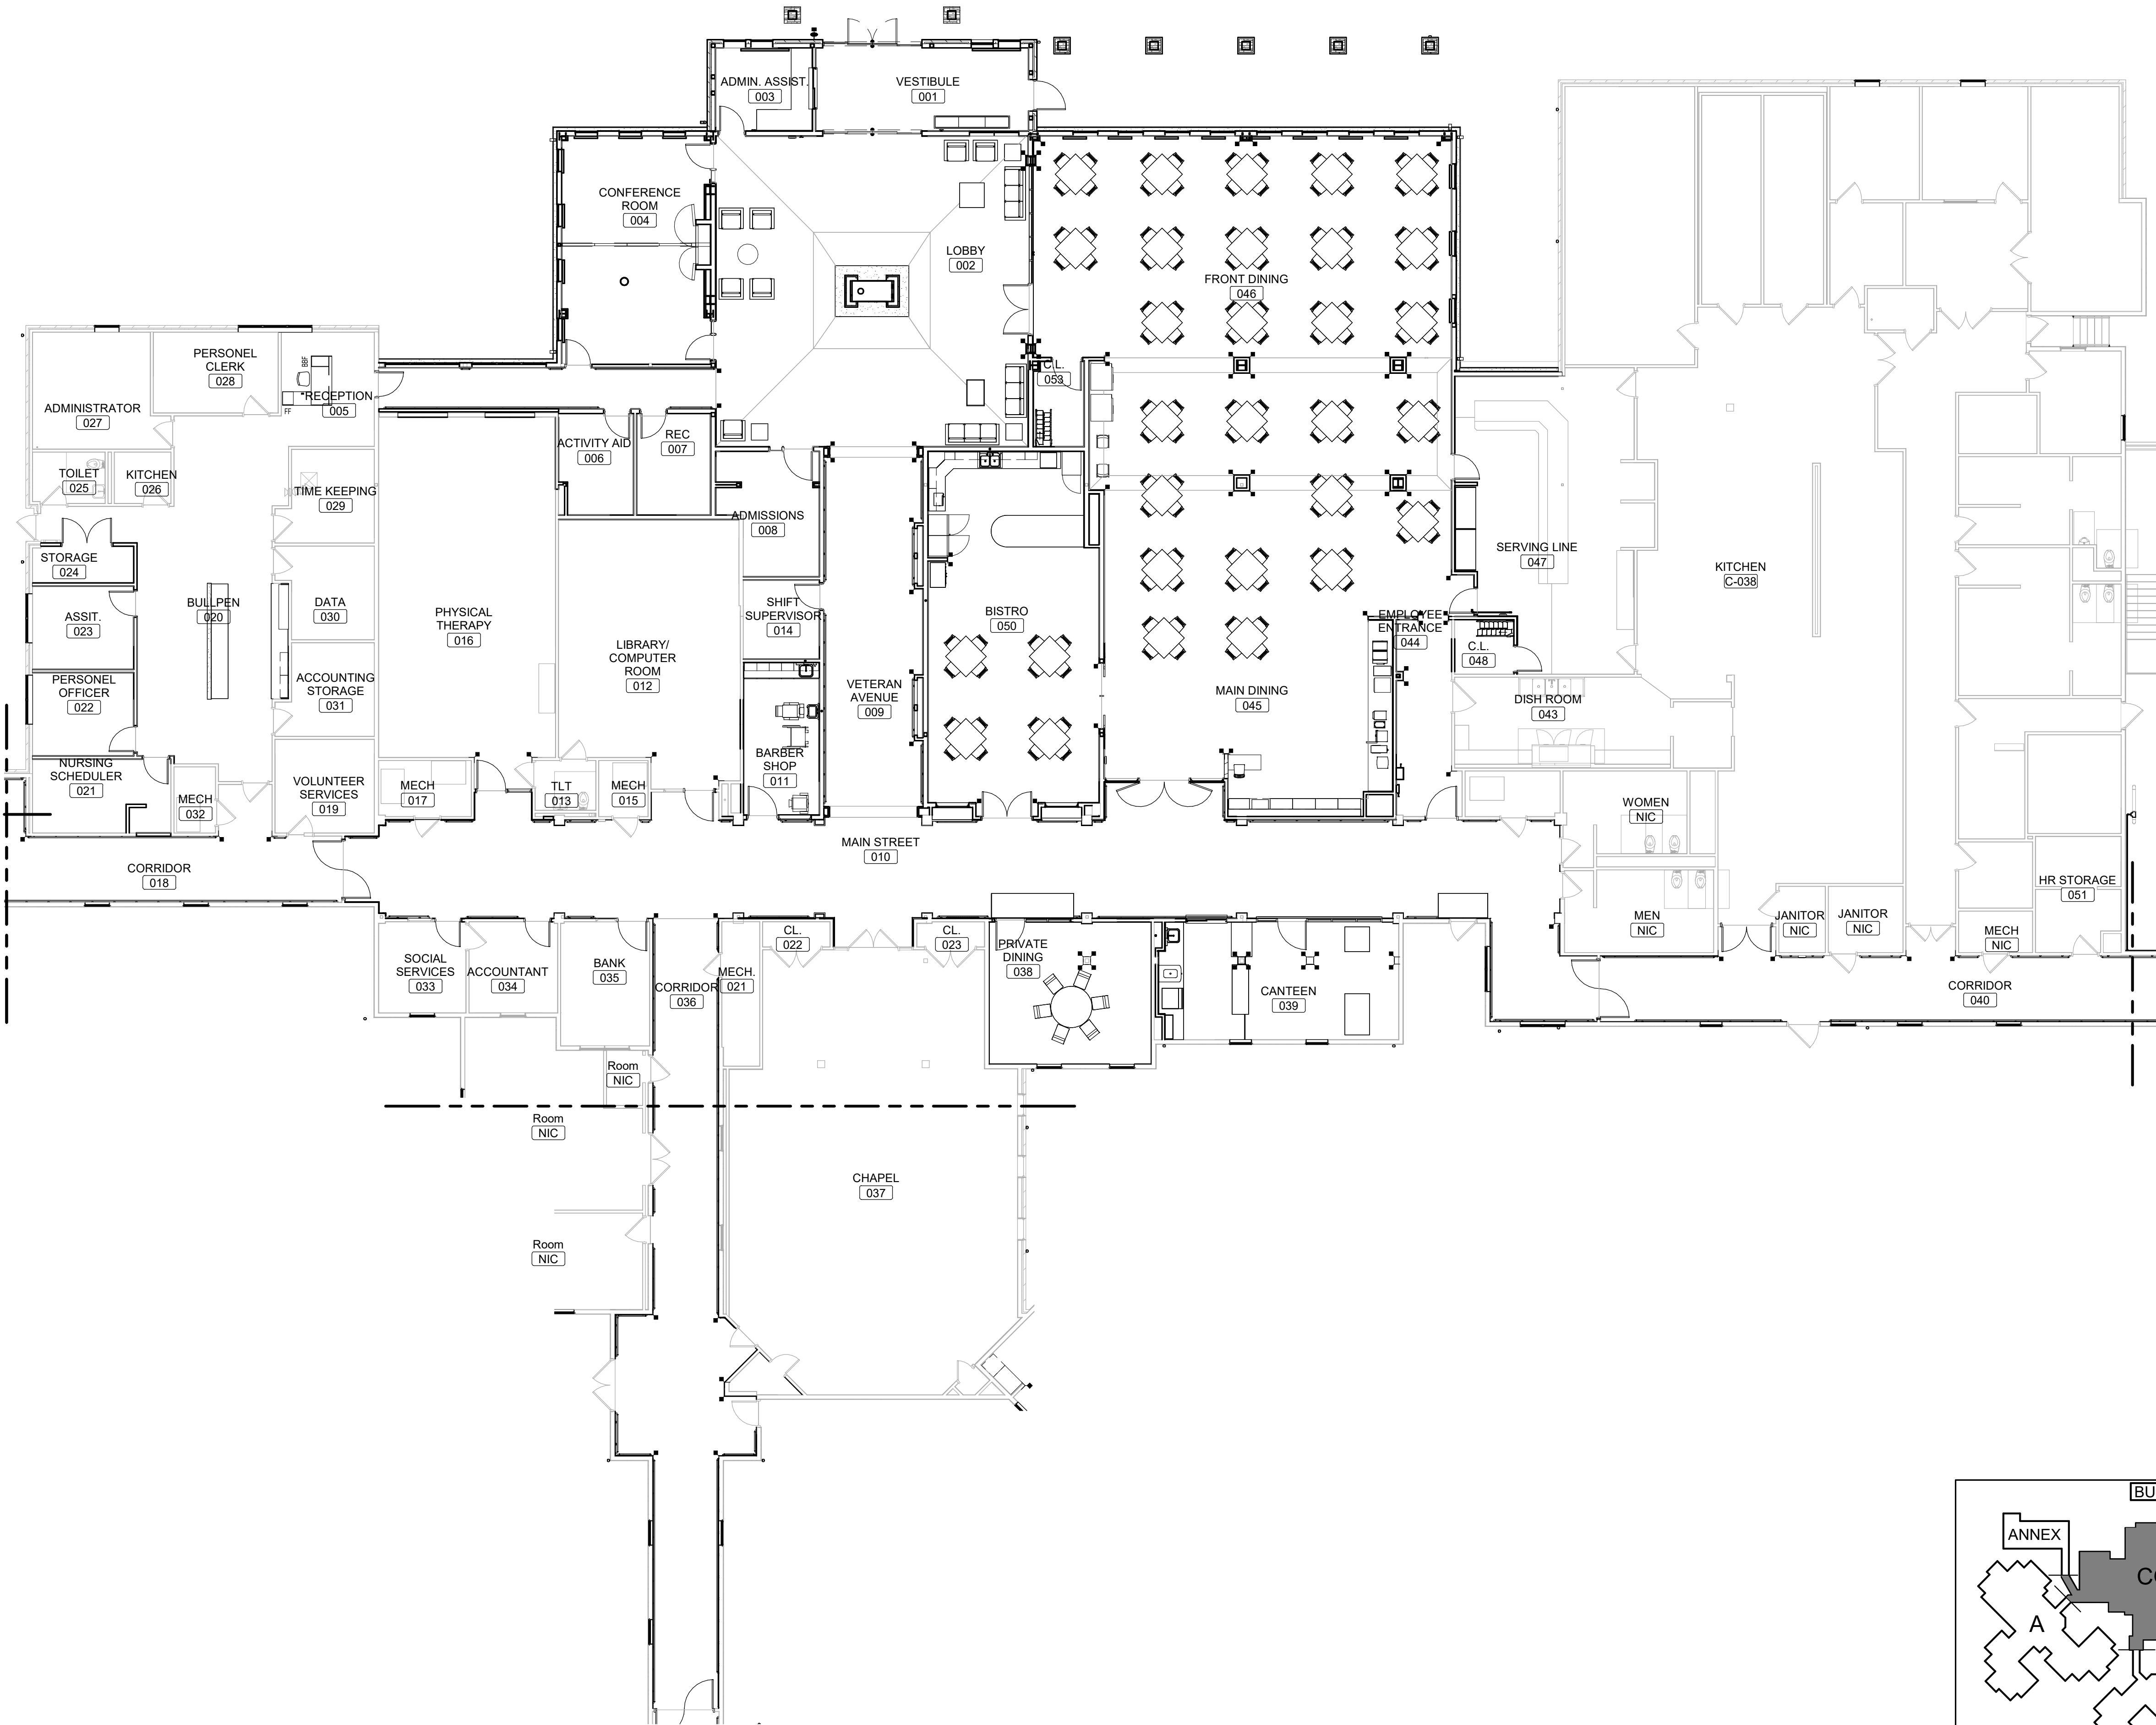 ADMIN. ASSIST.
003
VESTIBULE
001
CONFERENCE
ROOM
004
LOBBY
002
FRONT DINING
046
C.L.
053
PERSONEL
CLERK
028
BBF
FF
RECEPTION
005
ADMINISTRATOR
027
ACTIVITY AID
006
REC
007
TOILET
025
KITCHEN
026
TIME KEEPING
029
ADMISSIONS
008
STORAGE
024
SERVING LINE
047
KITCHEN
C-038
ASSIT.
023
BULLPEN
020
DATA
030
PHYSICAL
THERAPY
016
SHIFT
SUPERVISOR
014
BISTRO
050
EMPLOYEE
ENTRANCE
044
C.L.
048
LIBRARY/
COMPUTER
ROOM
012
PERSONEL
OFFICER
022
ACCOUNTING
STORAGE
031
VETERAN
AVENUE
009
MAIN DINING
045
DISH ROOM
043
NURSING
SCHEDULER
021
MECH
032
VOLUNTEER
SERVICES
019
MECH
017
TLT
013
MECH
015
BARBER
SHOP
011
WOMEN
NIC
MAIN STREET
010
CORRIDOR
018
HR STORAGE
051
MEN
NIC
JANITOR
NIC
JANITOR
NIC
MECH
NIC
CL.
022
CL.
023
PRIVATE
DINING
038
SOCIAL
SERVICES
033
ACCOUNTANT
034
BANK
035
CORRIDOR
036
MECH.
021
CANTEEN
039
CORRIDOR
040
Room
NIC
Room
NIC
CHAPEL
037
Room
NIC
BU
ANNEX
A